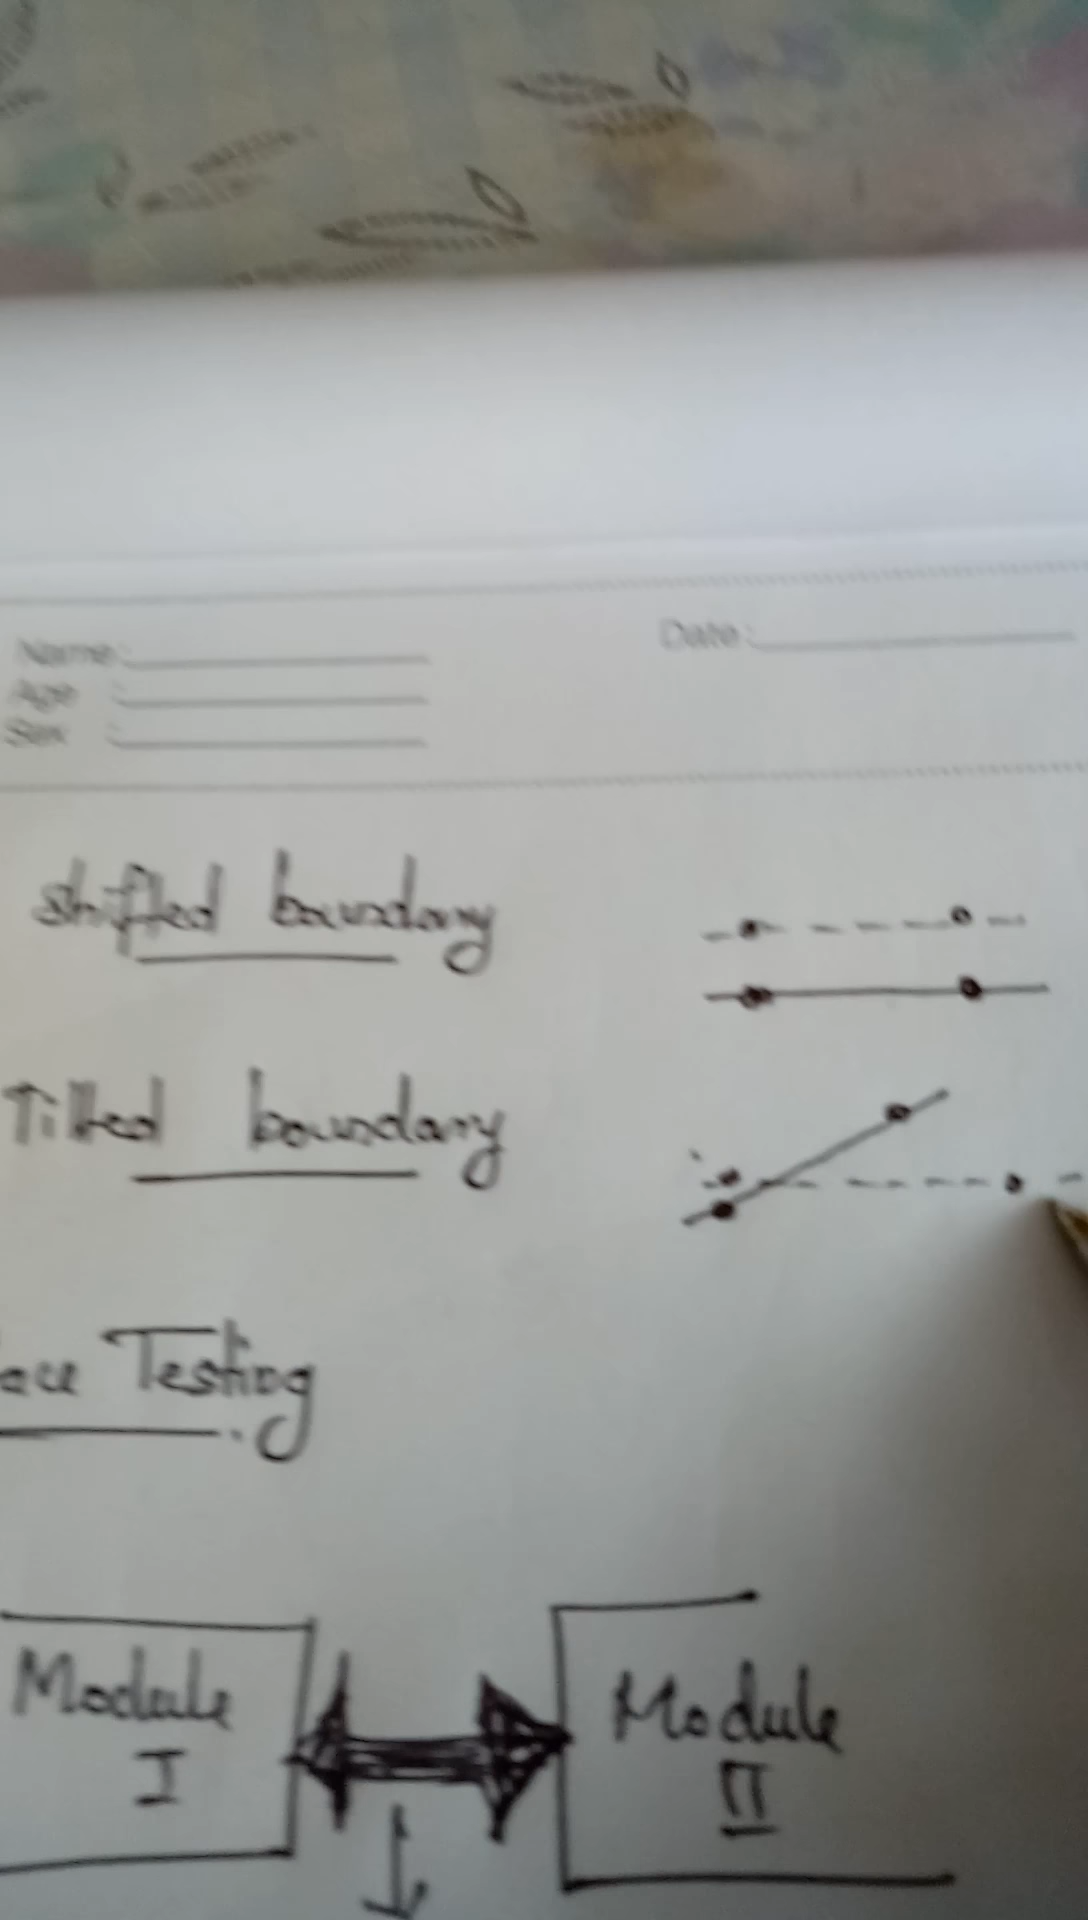 Name:
Date:
Age :
Sex :
shifted boundary
Tilted boundary
Testing
Module
I
Module
II